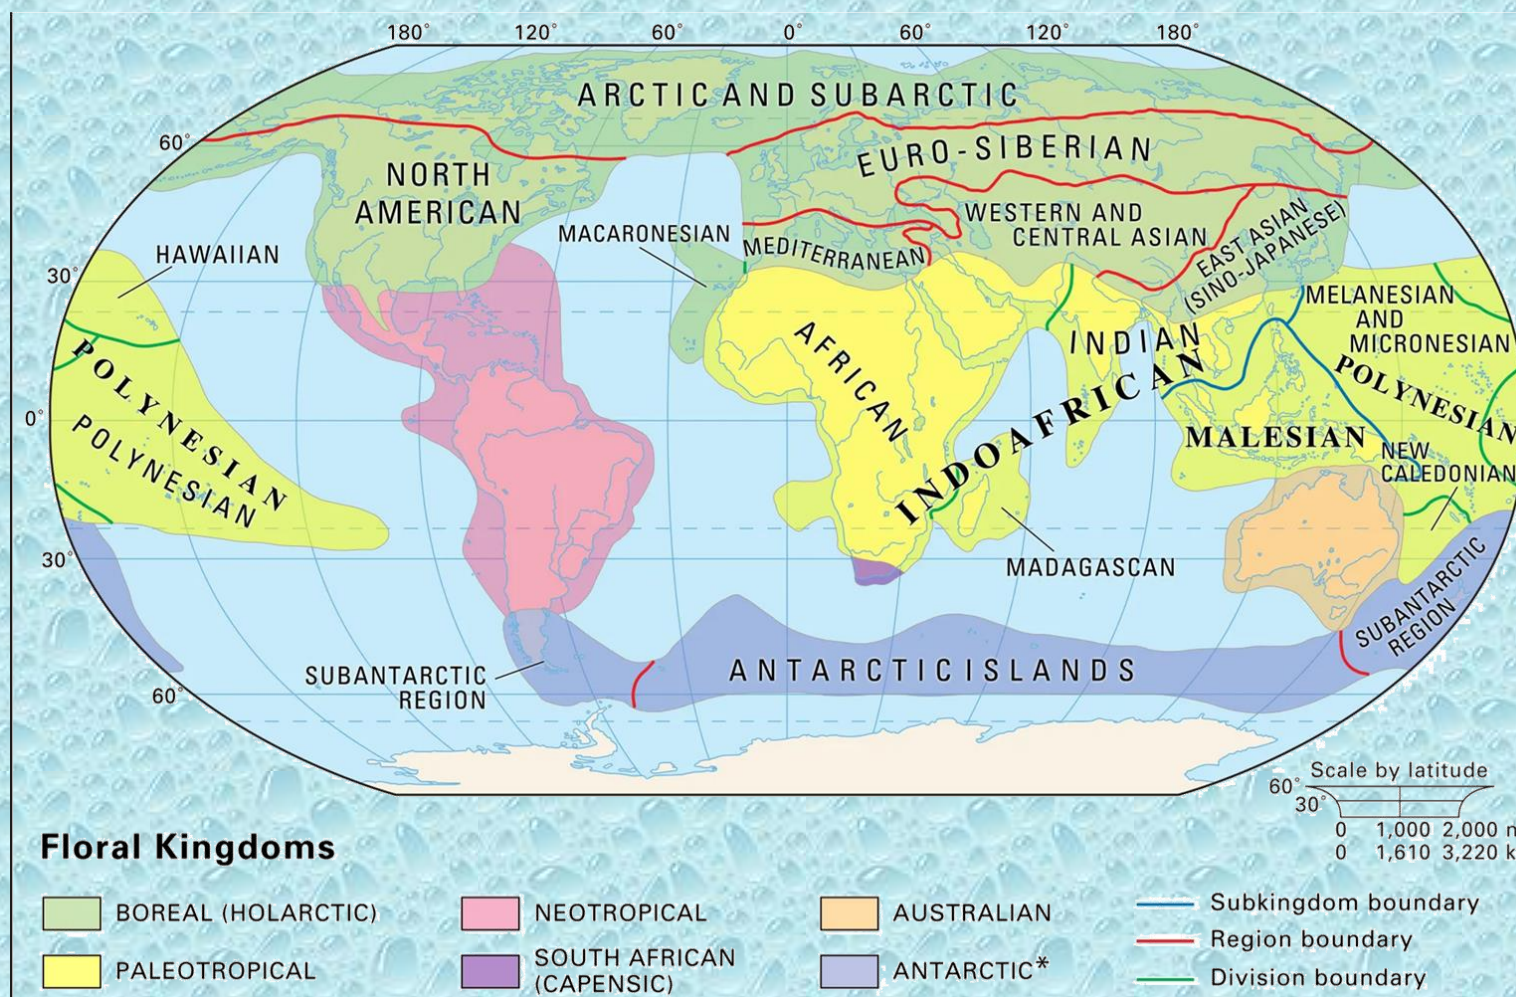 180° 120° 60° 0° 60° 120° 180°
ARCTIC AND SUBARCTIC
60°
EURO-SIBERIAN
NORTH
AMERICAN
WESTERN AND
CENTRAL ASIAN
EAST ASIAN
(SINO-JAPANESE)
MACARONESIAN
MEDITERRANEAN
HAWAIIAN
30°
MELANESIAN
AND
MICRONESIAN
AFRICAN
INDIAN
INDOAFRICAN
POLYNESIAN
POLYNESIAN
POLYNESIAN
0°
MALESIAN
NEW
CALEDONIAN
30°
MADAGASCAN
SUBANTARCTIC
REGION
SUBANTARCTIC
REGION
ANTARCTIC ISLANDS
60°
Scale by latitude
60°
30°
0 1,000 2,000
0 1,610 3,220 k
Floral Kingdoms
BOREAL (HOLARCTIC)
NEOTROPICAL
AUSTRALIAN
Subkingdom boundary
Region boundary
PALEOTROPICAL
SOUTH AFRICAN
(CAPENSIC)
ANTARCTIC*
Division boundary